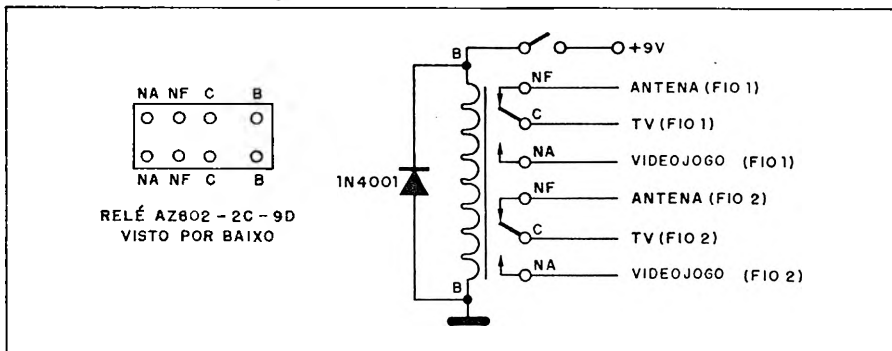 NA NF C B
NA NF C B
RELÉ AZ802-2C-9D
VISTO POR BAIXO
1N4001
B
B
+9V
NF
ANTENA (FIO 1)
C
TV (FIO 1)
NA
VIDEOJOGO (FIO 1)
NF
ANTENA (FIO 2)
C
TV (FIO 2)
NA
VIDEOJOGO (FIO 2)